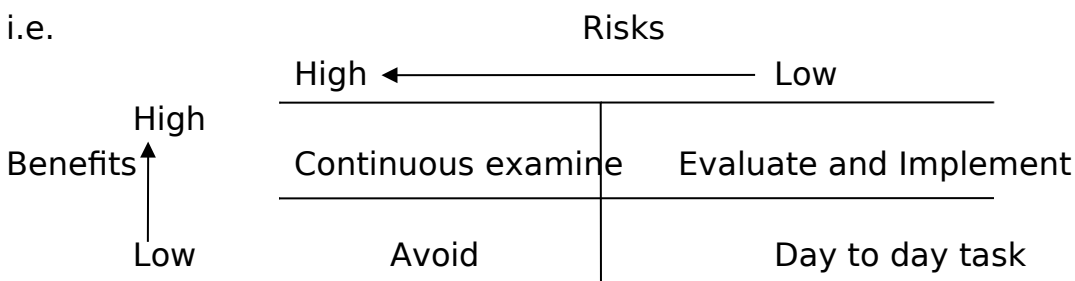 i.e. Risks
High Low
High
Benefits Continuous examine Evaluate and Implement
Low Avoid Day to day task